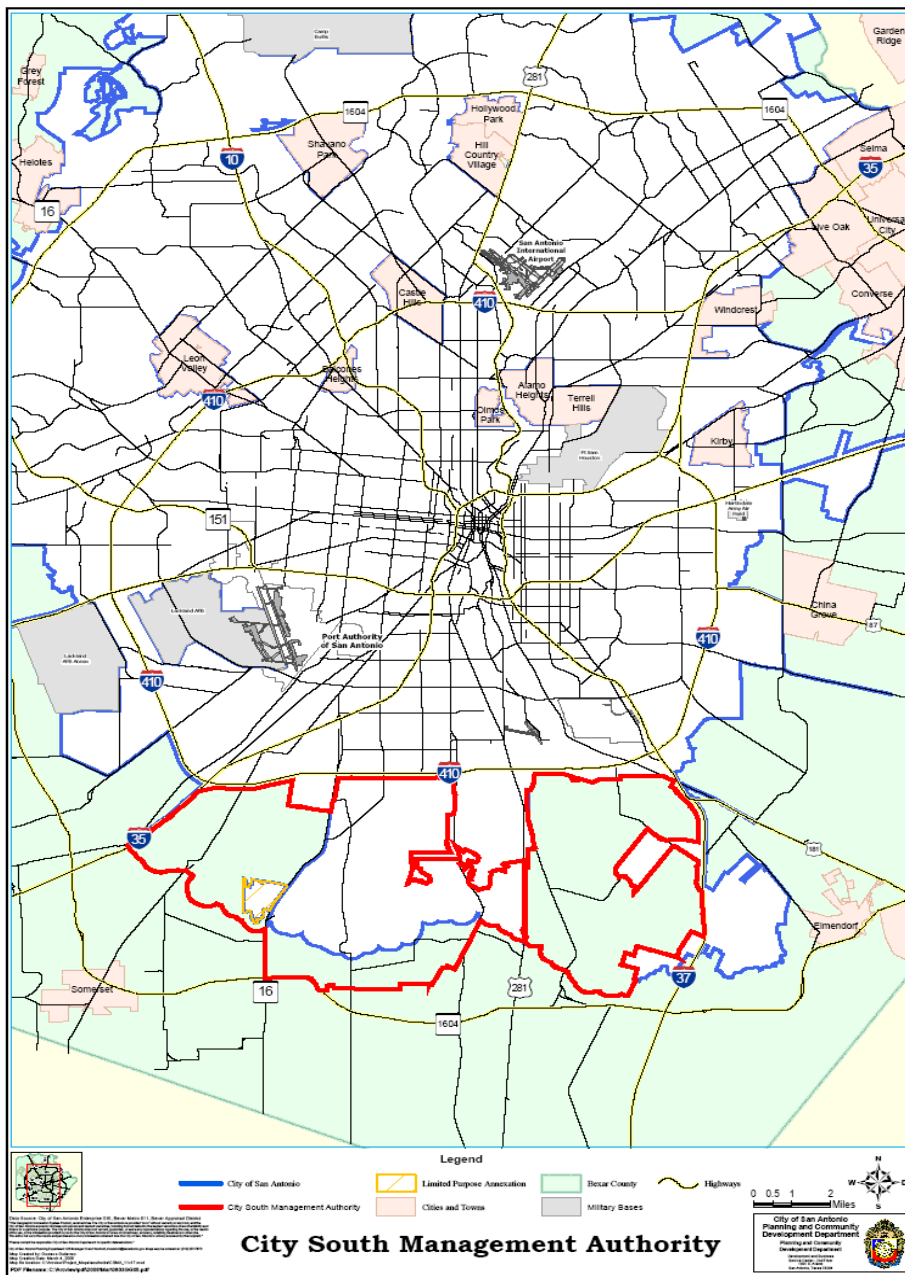 Camp
Bullis
Garden
Ridge
Grey
Forest
281
Hollywood
Park
1604
1604
Shavano
Park
Hill
Country
Village
Selma
10
35
Helotes
16
Universal
City
Live Oak
San Antonio
International
Airport
Castle
Hills
Converse
410
Windcrest
Leon
Valley
Balcones
Heights
Alamo
Heights
Terrell
Hills
410
Olmos
Park
Kirby
Ft Sam
Houston
151
China
Grove
87
Lackland AFB
Port Authority
of San Antonio
410
Lackland
AFB Annex
410
410
35
181
Elmendorf
Somerset
16
281
37
1604
Legend
City of San Antonio
Limited Purpose Annexation
Bexar County
Highways
City South Management Authority
Cities and Towns
Military Bases
N
W
E
S
0 0.5 1 2
Miles
City South Management Authority
City of San Antonio
Planning and Community
Development Department